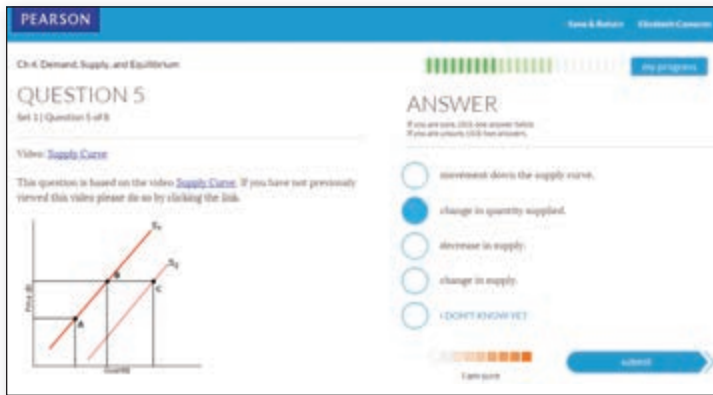 PEARSON
Save & Return Elizabeth Cameron
Ch 4: Demand, Supply, and Equilibrium
my progress
QUESTION 5
Set 1 | Question 5 of 8
Video: Supply Curve
This question is based on the video Supply Curve. If you have not previously
viewed this video please do so by clicking the link.
Price ($)
S₁
S₂
A
B
C
ANSWER
If you are sure, click one answer below.
If you are unsure, click two answers.
movement down the supply curve.
change in quantity supplied.
decrease in supply.
change in supply.
I DON'T KNOW YET
I am sure
submit